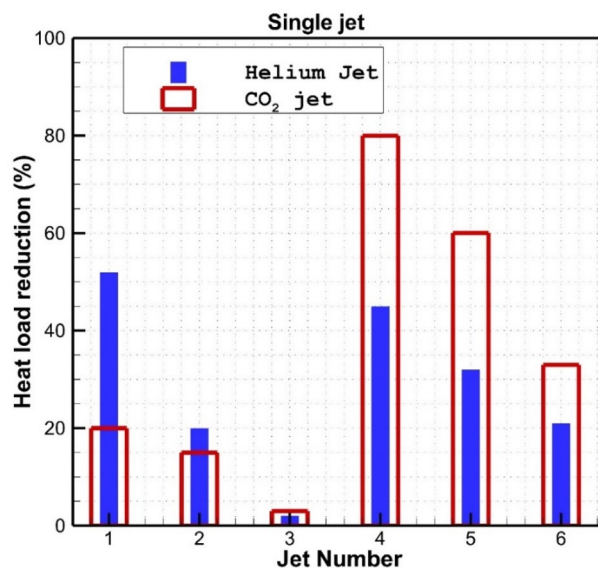 Single jet
100
80
60
40
20
0
Heat load reduction (%)
Helium Jet
CO₂ jet
1 2 3 4 5 6
Jet Number